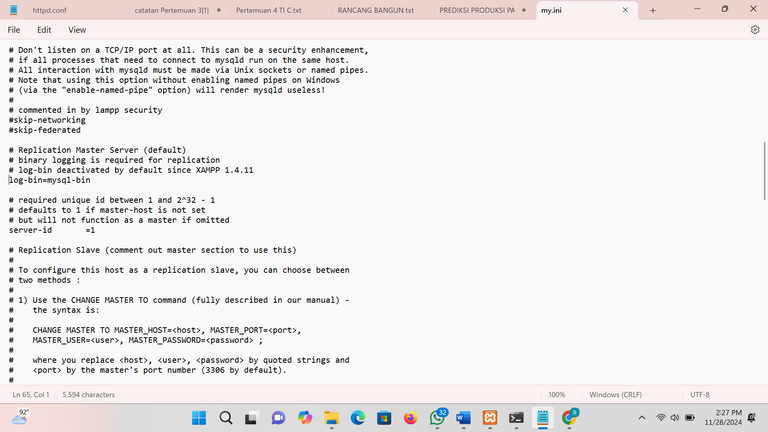 httpd.conf
catatan Pertemuan 3[1)
Pertemuan 4 TI C.txt
RANCANG BANGUN.txt
PREDIKSI PRODUKSI PA
my.ini
File Edit View
# Don't listen on a TCP/IP port at all. This can be a security enhancement,
# if all processes that need to connect to mysqld run on the same host.
# All interaction with mysqld must be made via Unix sockets or named pipes.
# Note that using this option without enabling named pipes on Windows
# (via the "enable-named-pipe" option) will render mysqld useless!
#
# commented in by lampp security
#skip-networking
#skip-federated
# Replication Master Server (default)
# binary logging is required for replication
# log-bin deactivated by default since XAMPP 1.4.11
log-bin=mysql-bin
# required unique id between 1 and 2^32 - 1
# defaults to 1 if master-host is not set
# but will not function as a master if omitted
server-id =1
# Replication Slave (comment out master section to use this)
#
# To configure this host as a replication slave, you can choose between
# two methods :
#
# 1) Use the CHANGE MASTER TO command (fully described in our manual) -
# the syntax is:
#
# CHANGE MASTER TO MASTER_HOST=<host>, MASTER_PORT=<port>,
# MASTER_USER=<user>, MASTER_PASSWORD=<password> ;
#
# where you replace <host>, <user>, <password> by quoted strings and
# <port> by the master's port number (3306 by default).
#
Ln 65, Col 1 5,594 characters 100% Windows (CRLF) UTF-8
92°
32
2:27 PM
11/28/2024